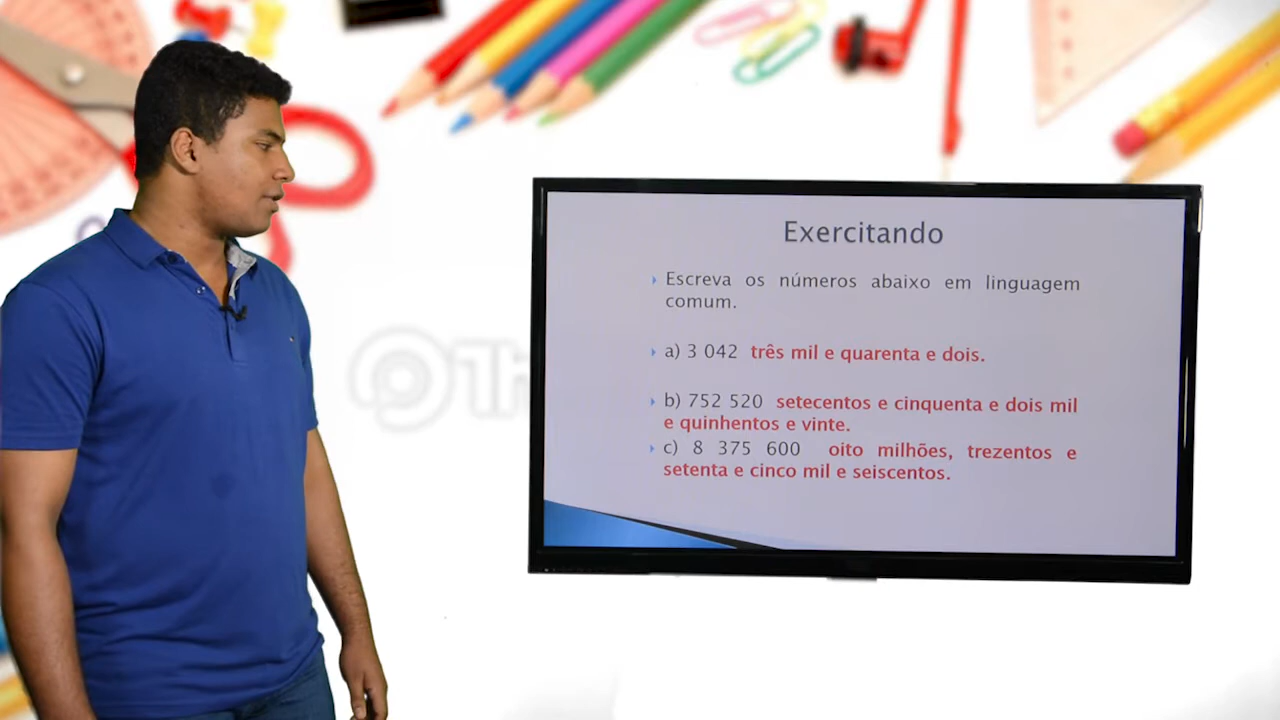 Exercitando
Escreva os números abaixo em linguagem
comum.
a) 3 042 três mil e quarenta e dois.
b) 752 520 setecentos e cinquenta e dois mil
e quinhentos e vinte.
c) 8 375 600 oito milhões, trezentos e
setenta e cinco mil e seiscentos.